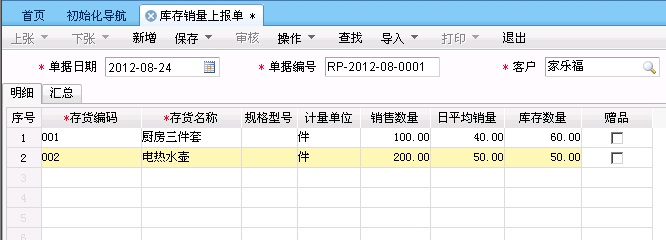 首页 初始化导航 库存销量上报单 *
上张 下张 新增 保存 审核 操作 查找 导入 打印 退出
* 单据日期 2012-08-24 * 单据编号 RP-2012-08-0001 * 客户 家乐福
明细 汇总
序号 *存货编码 *存货名称 规格型号 计量单位 销售数量 日平均销量 库存数量 赠品
1 001 厨房三件套 件 100.00 40.00 60.00
2 002 电热水壶 件 200.00 50.00 50.00
3
4
5
6